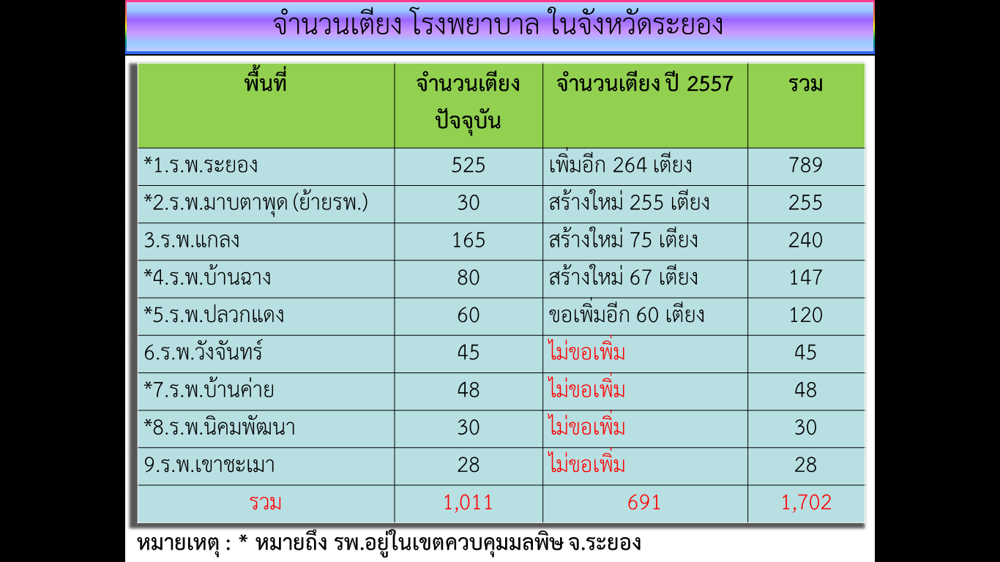 จำนวนเตียง โรงพยาบาล ในจังหวัดระยอง
พื้นที่ จำนวนเตียง ปัจจุบัน จำนวนเตียง ปี 2557 รวม
*1.ร.พ.ระยอง 525 เพิ่มอีก 264 เตียง 789
*2.ร.พ.มาบตาพุด (ย้ายรพ.) 30 สร้างใหม่ 255 เตียง 255
3.ร.พ.แกลง 165 สร้างใหม่ 75 เตียง 240
*4.ร.พ.บ้านฉาง 80 สร้างใหม่ 67 เตียง 147
*5.ร.พ.ปลวกแดง 60 ขอเพิ่มอีก 60 เตียง 120
6.ร.พ.วังจันทร์ 45 ไม่ขอเพิ่ม 45
*7.ร.พ.บ้านค่าย 48 ไม่ขอเพิ่ม 48
*8.ร.พ.นิคมพัฒนา 30 ไม่ขอเพิ่ม 30
9.ร.พ.เขาชะเมา 28 ไม่ขอเพิ่ม 28
รวม 1,011 691 1,702
หมายเหตุ : * หมายถึง รพ.อยู่ในเขตควบคุมมลพิษ จ.ระยอง